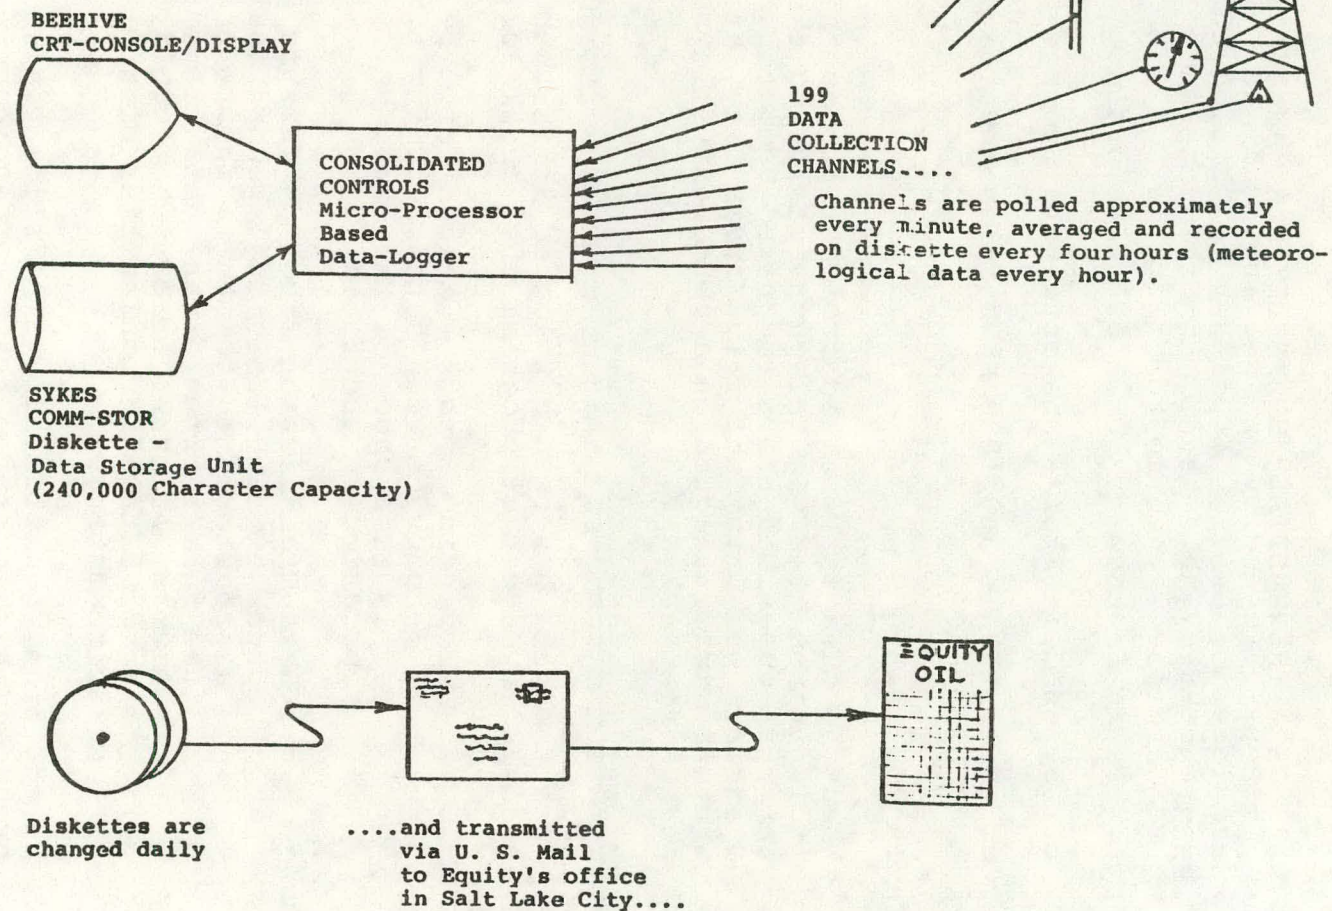 BEEHIVE
CRT-CONSOLE/DISPLAY
CONSOLIDATED
CONTROLS
Micro-Processor
Based
Data-Logger
199
DATA
COLLECTION
CHANNELS....
Channels are polled approximately
every minute, averaged and recorded
on diskette every four hours (meteoro-
logical data every hour).
SYKES
COMM-STOR
Diskette -
Data Storage Unit
(240,000 Character Capacity)
EQUITY
OIL
Diskettes are
changed daily
....and transmitted
via U. S. Mail
to Equity's office
in Salt Lake City....